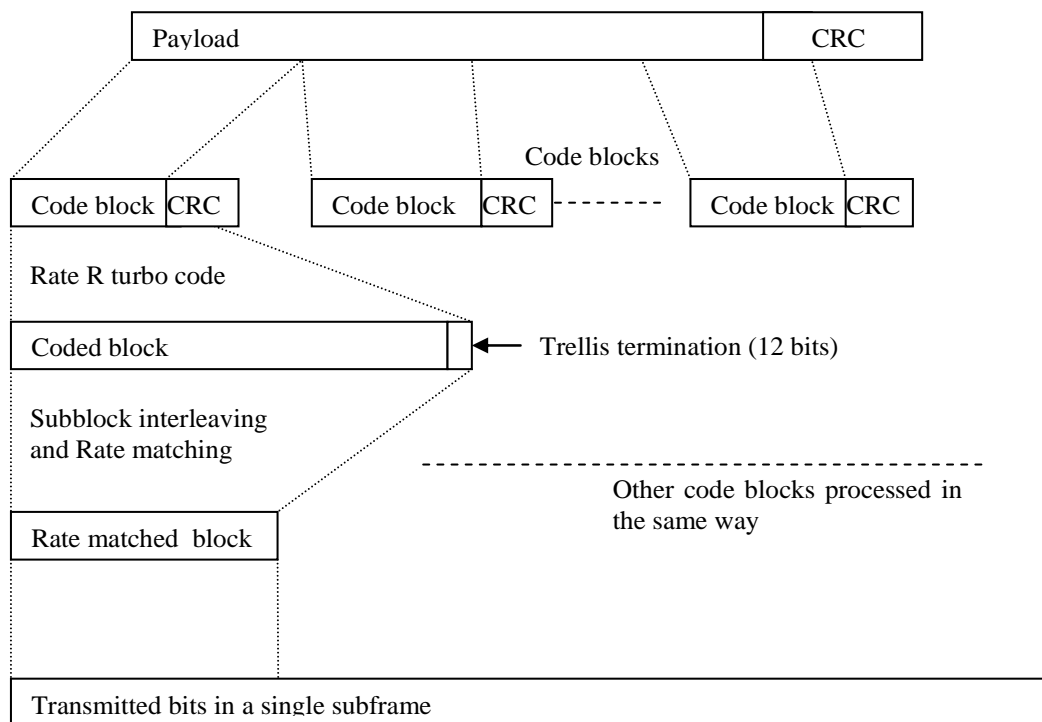 Payload
CRC
Code blocks
Code block CRC
Code block CRC
Code block CRC
Rate R turbo code
Coded block
Trellis termination (12 bits)
Subblock interleaving
and Rate matching
Other code blocks processed in
the same way
Rate matched block
Transmitted bits in a single subframe